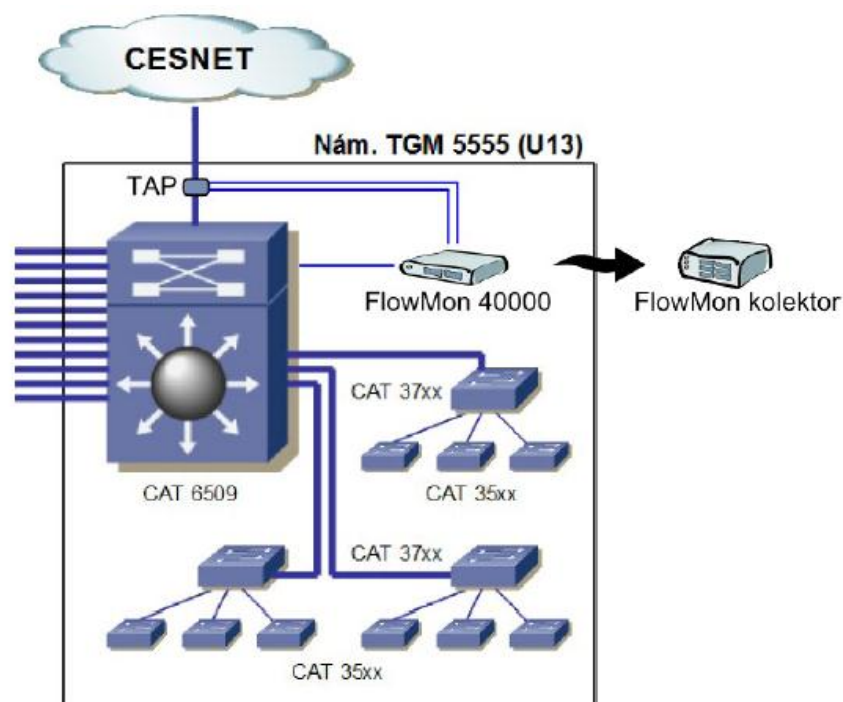 CESNET
Nám. TGM 5555 (U13)
TAP
FlowMon 40000
FlowMon kolektor
CAT 37xx
CAT 6509
CAT 35xx
CAT 37xx
CAT 35xx